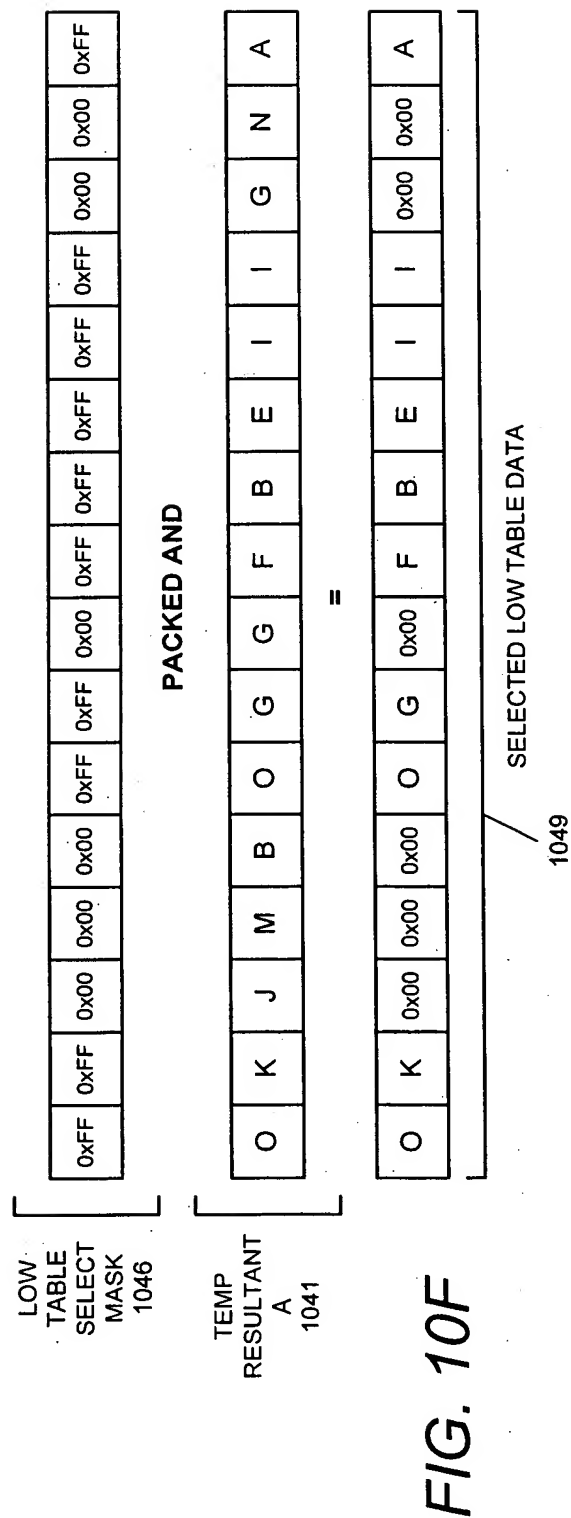 LOW
TABLE
SELECT
MASK
1046
0xFF 0xFF 0x00 0x00 0x00 0xFF 0xFF 0x00 0xFF 0xFF 0xFF 0xFF 0xFF 0x00 0x00 0xFF
PACKED AND
TEMP
RESULTANT
A
1041
O K J M B O G G F B E I I G N A
=
O K 0x00 0x00 0x00 O G 0x00 F B E I I 0x00 0x00 A
SELECTED LOW TABLE DATA
1049
FIG. 10F